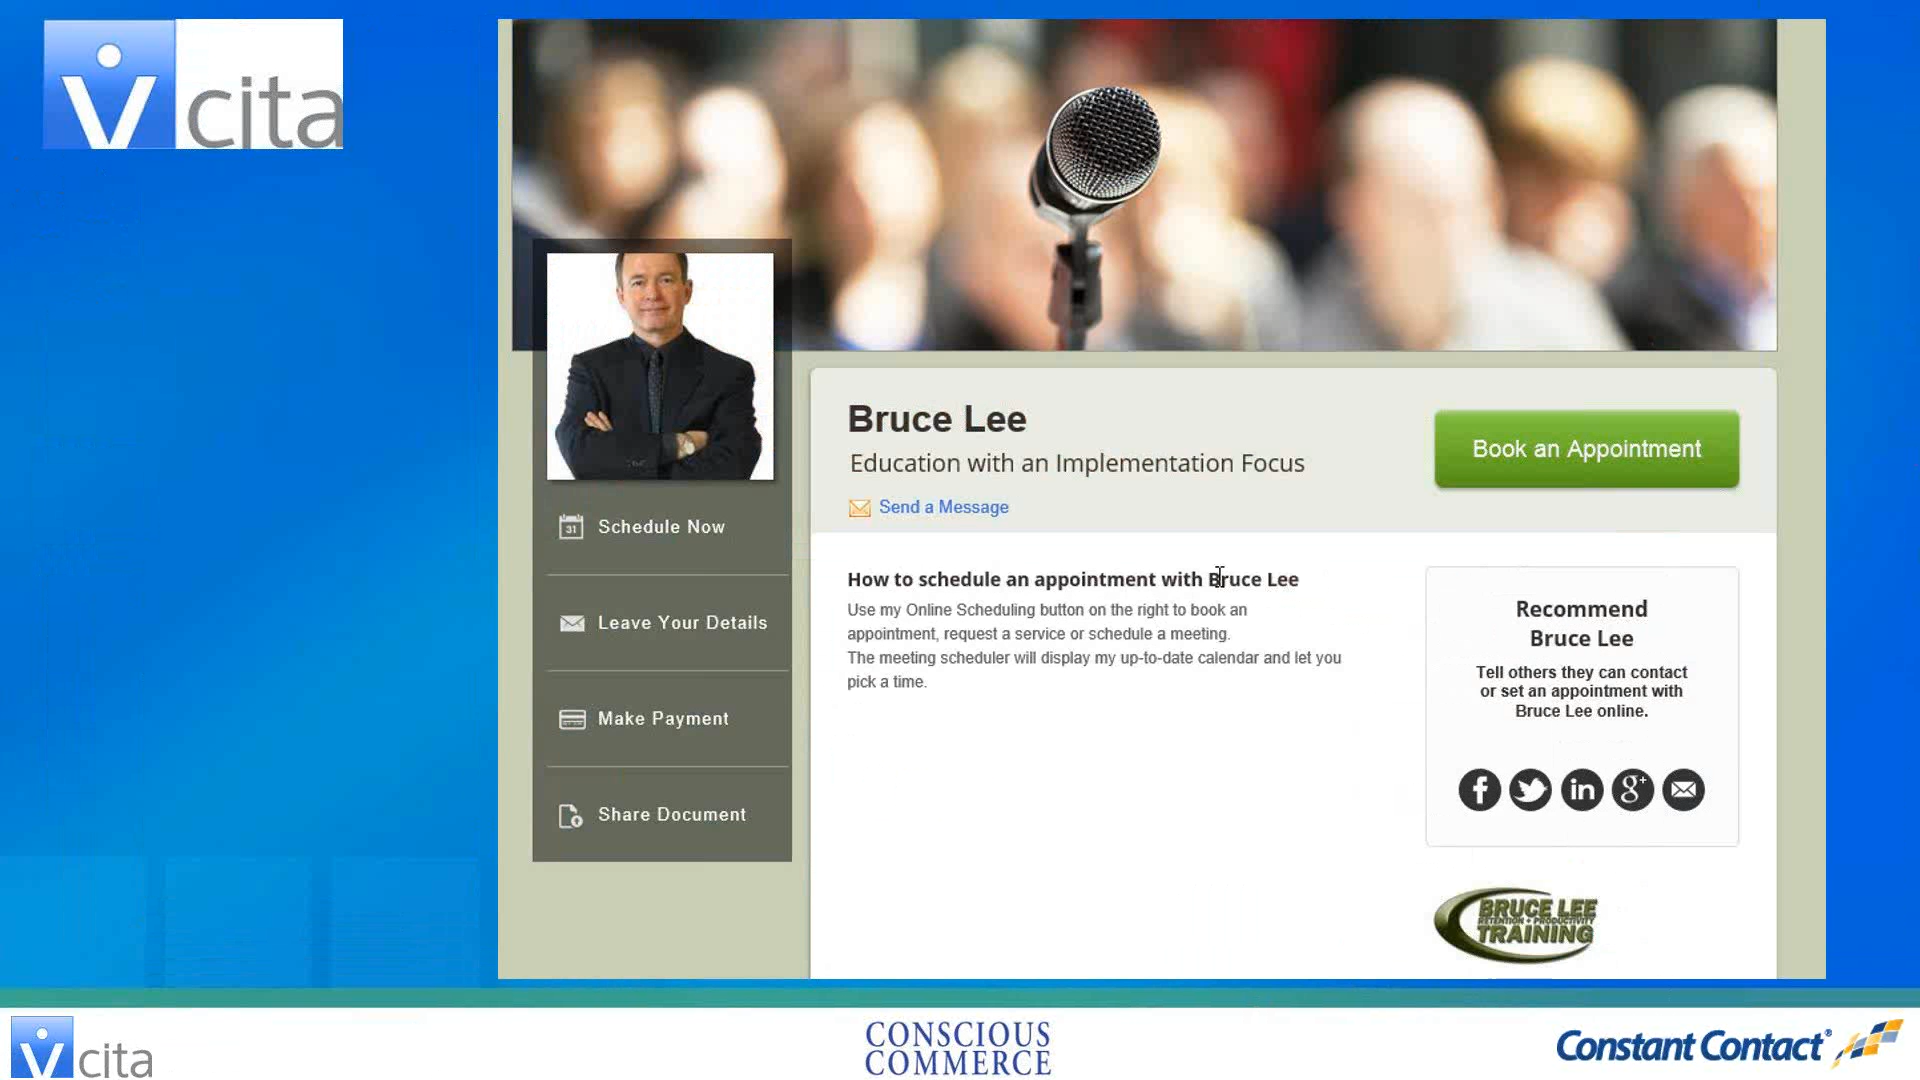 vcita
Bruce Lee
Education with an Implementation Focus
Send a Message
Book an Appointment
31
Schedule Now
Leave Your Details
Make Payment
Share Document
How to schedule an appointment with Bruce Lee
Use my Online Scheduling button on the right to book an
appointment, request a service or schedule a meeting.
The meeting scheduler will display my up-to-date calendar and let you
pick a time.
Recommend
Bruce Lee
Tell others they can contact
or set an appointment with
Bruce Lee online.
f
in
g+
BRUCE LEE
RETENTION + PRODUCTIVITY
TRAINING
vcita
CONSCIOUS
COMMERCE
Constant Contact®